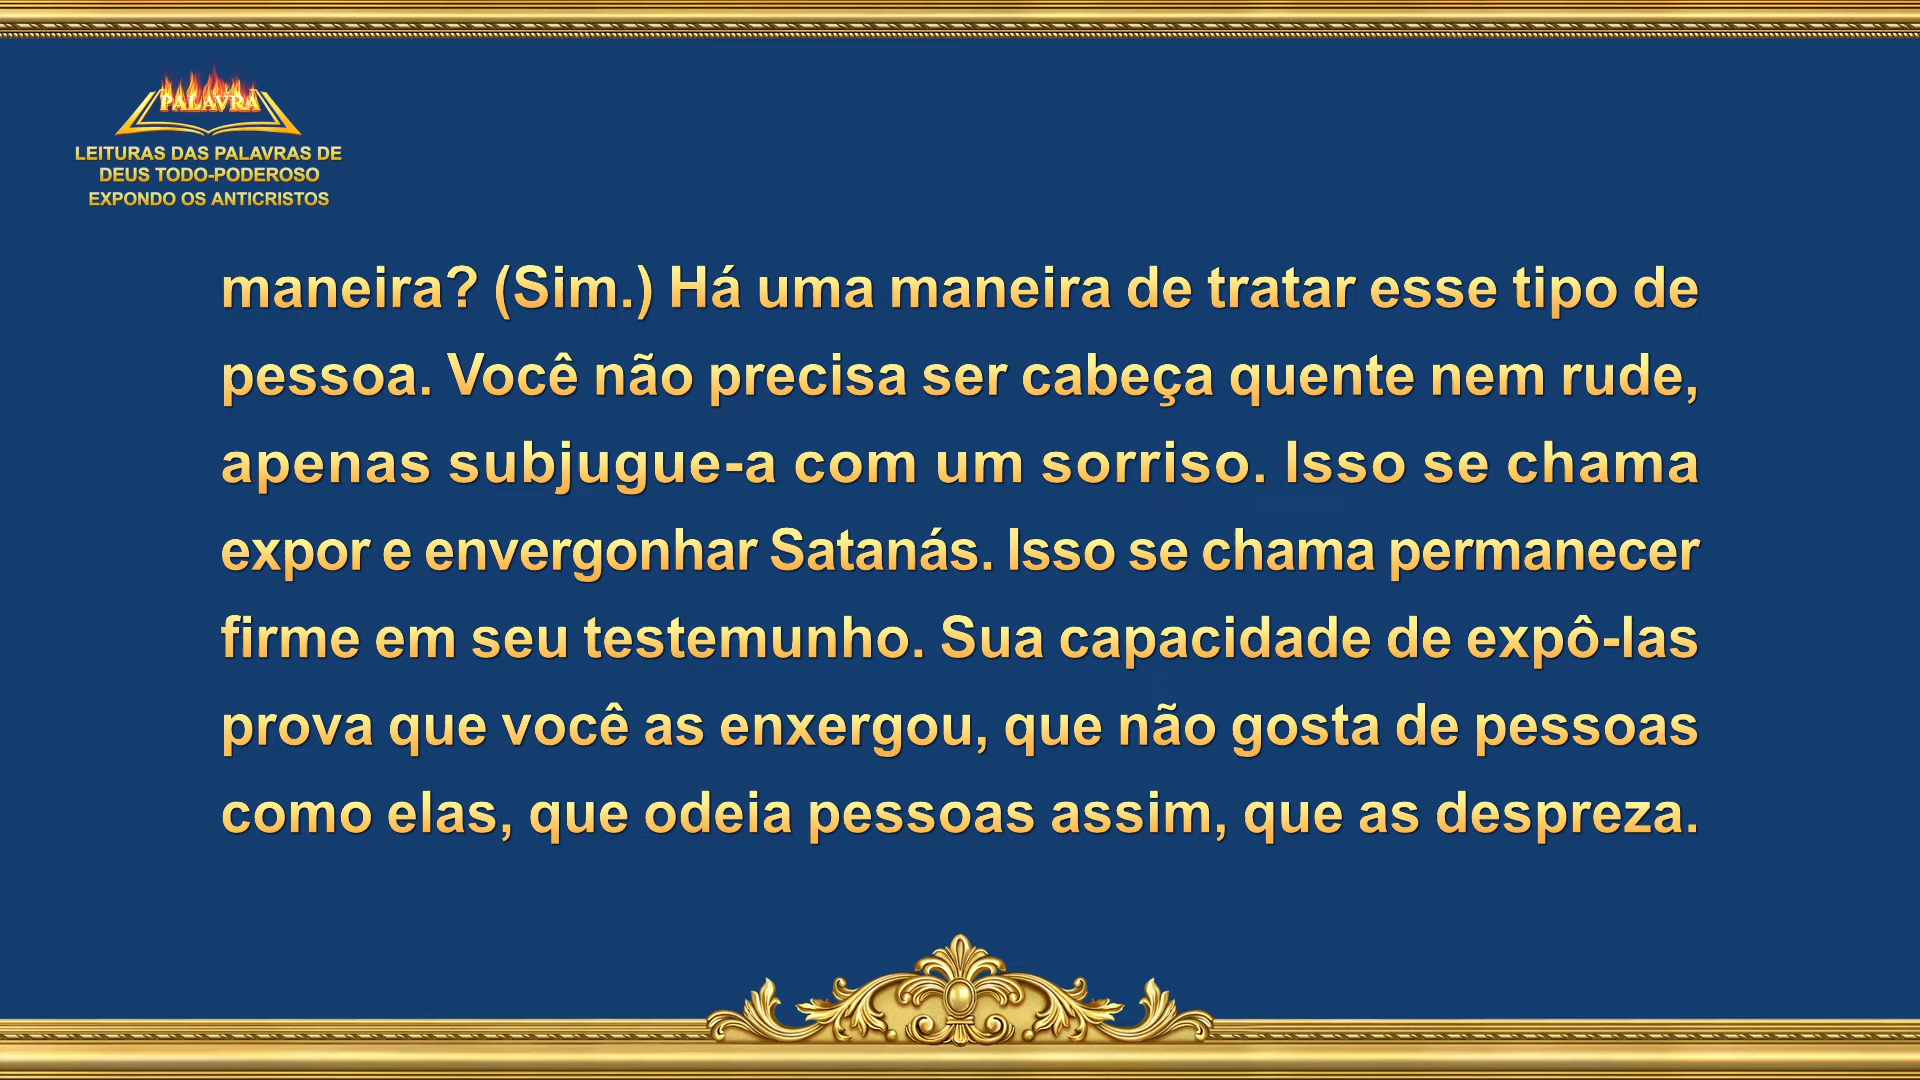 PALAVRA
LEITURAS DAS PALAVRAS DE
DEUS TODO-PODEROSO
EXPONDO OS ANTICRISTOS
maneira? (Sim.) Há uma maneira de tratar esse tipo de
pessoa. Você não precisa ser cabeça quente nem rude,
apenas subjugue-a com um sorriso. Isso se chama
expor e envergonhar Satanás. Isso se chama permanecer
firme em seu testemunho. Sua capacidade de expô-las
prova que você as enxergou, que não gosta de pessoas
como elas, que odeia pessoas assim, que as despreza.